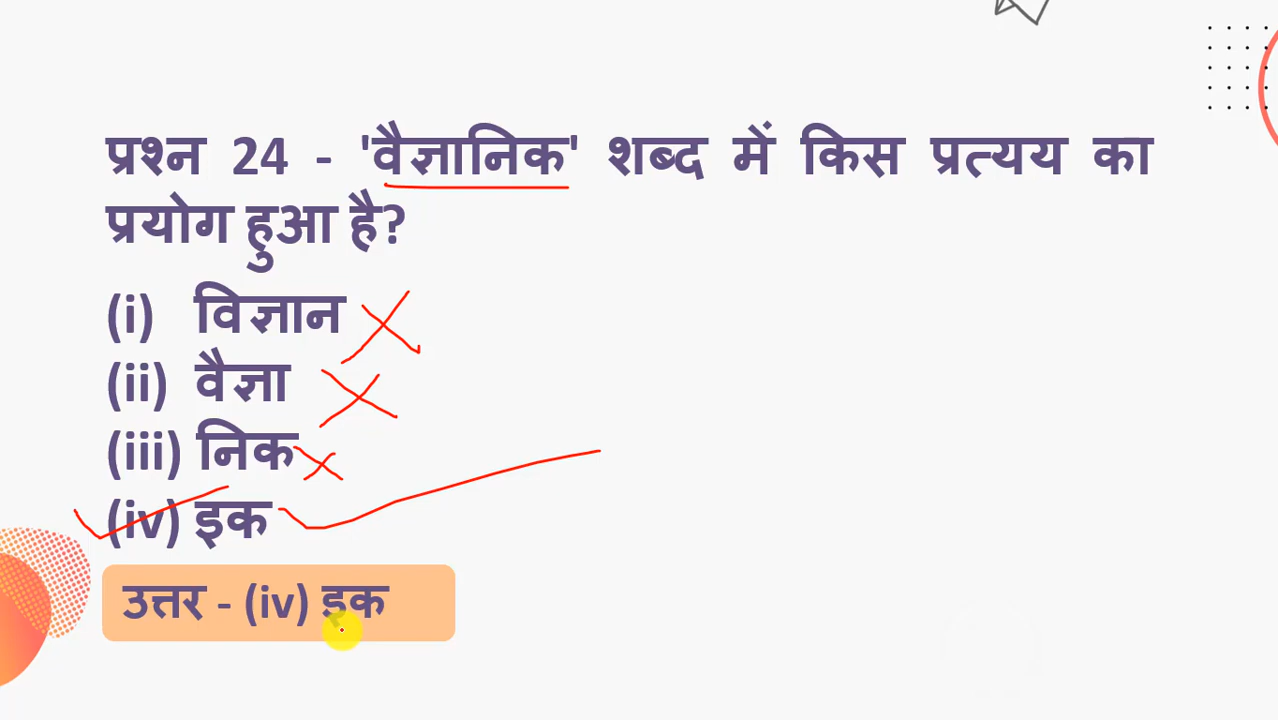 प्रश्न 24 - 'वैज्ञानिक' शब्द में किस प्रत्यय का
प्रयोग हुआ है?
(i) विज्ञान
(ii) वैज्ञा
(iii) निक
(iv) इक
उत्तर - (iv) इक